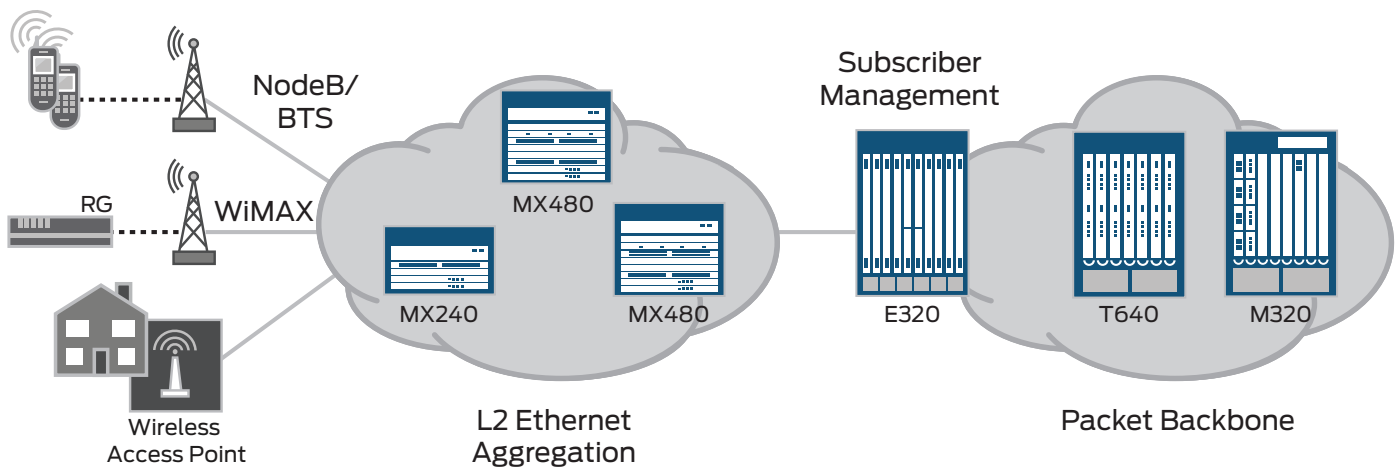 NodeB/
BTS
RG
WiMAX
Wireless
Access Point
MX480
MX240
MX480
L2 Ethernet
Aggregation
Subscriber
Management
E320
T640
M320
Packet Backbone